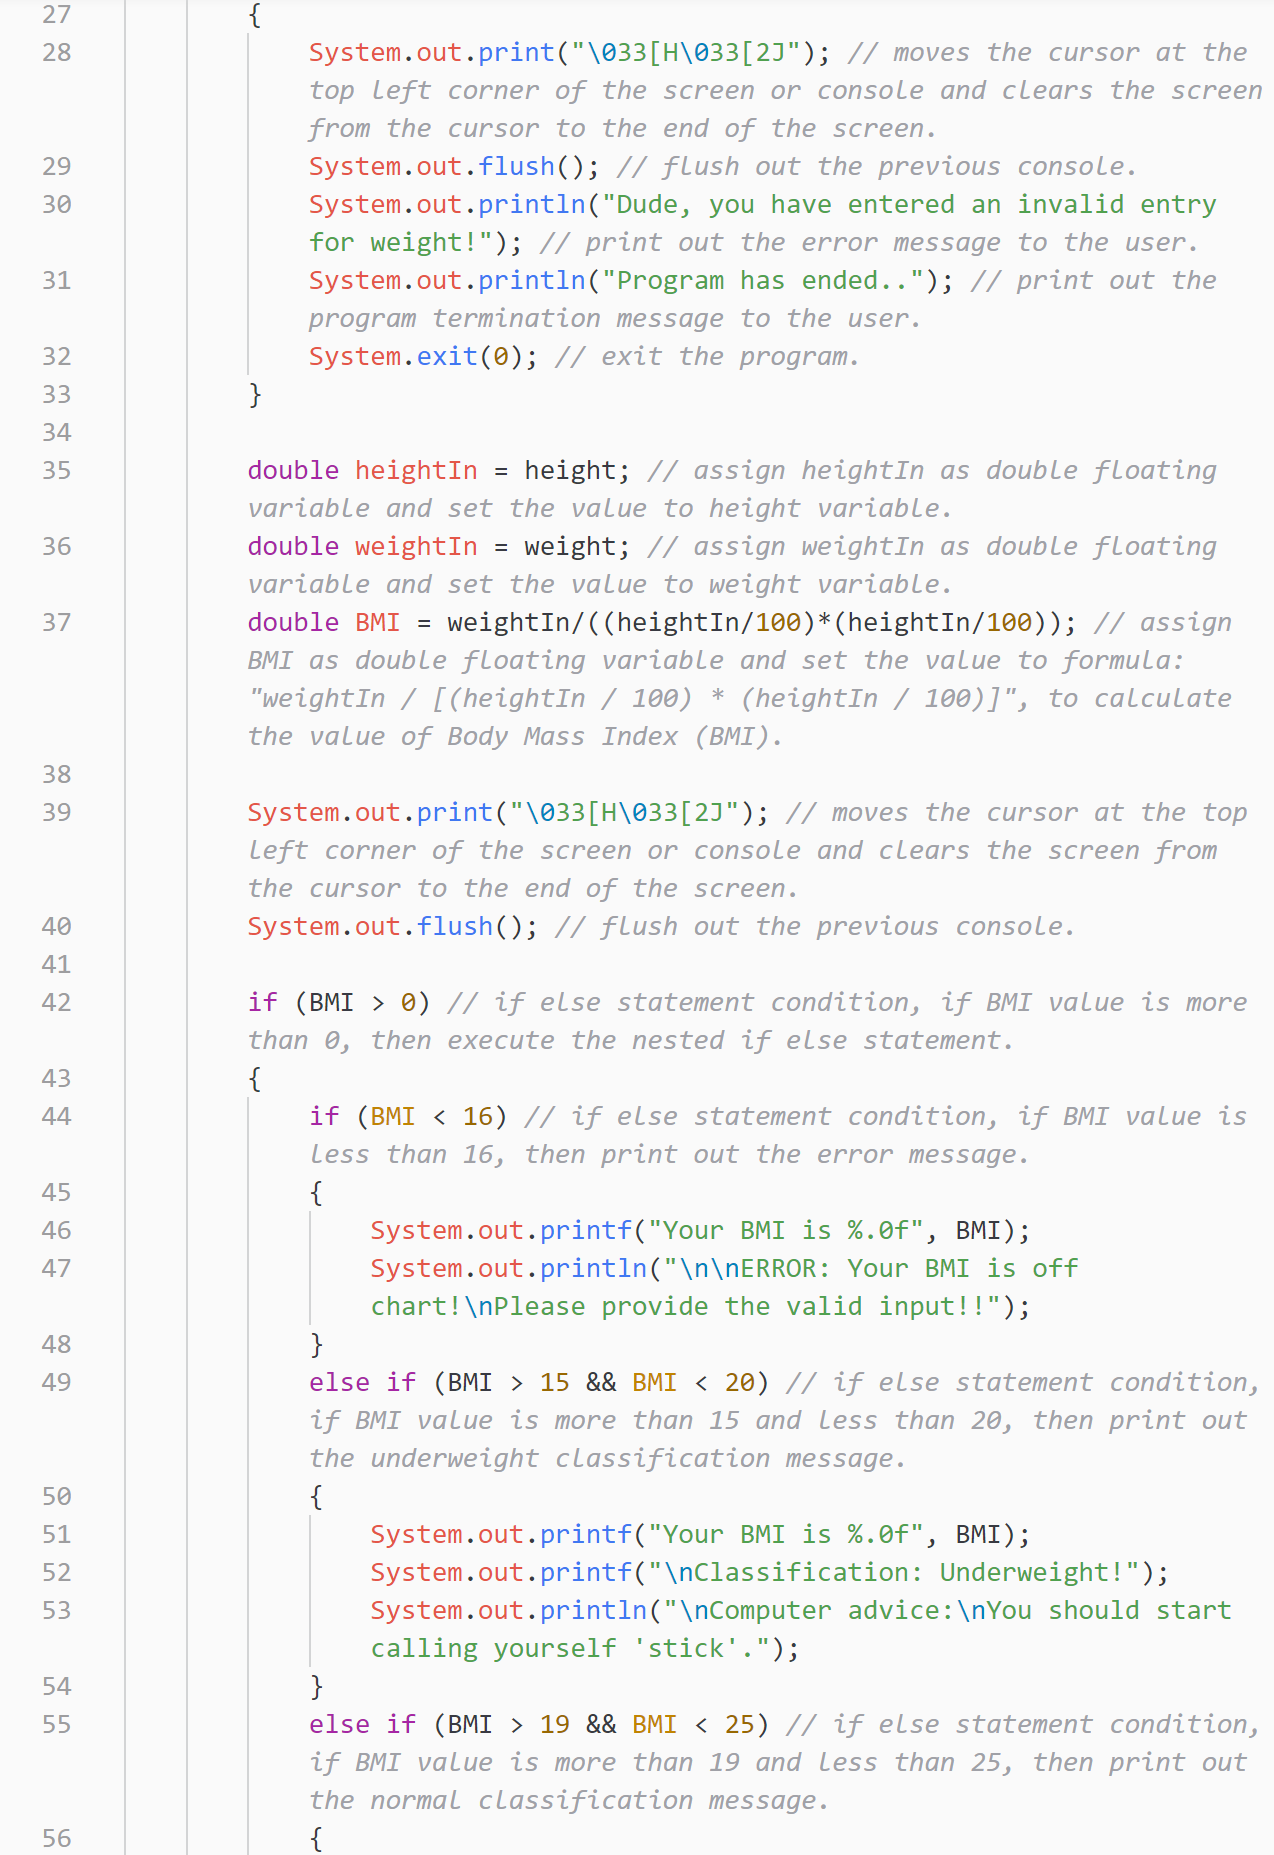 27 {
28 System.out.print("\033[H\033[2J"); // moves the cursor at the
top left corner of the screen or console and clears the screen
from the cursor to the end of the screen.
29 System.out.flush(); // flush out the previous console.
30 System.out.println("Dude, you have entered an invalid entry
for weight!"); // print out the error message to the user.
31 System.out.println("Program has ended.."); // print out the
program termination message to the user.
32 System.exit(0); // exit the program.
33 }
34
35 double heightIn = height; // assign heightIn as double floating
variable and set the value to height variable.
36 double weightIn = weight; // assign weightIn as double floating
variable and set the value to weight variable.
37 double BMI = weightIn/((heightIn/100)*(heightIn/100)); // assign
BMI as double floating variable and set the value to formula:
"weightIn / [(heightIn / 100) * (heightIn / 100)]", to calculate
the value of Body Mass Index (BMI).
38
39 System.out.print("\033[H\033[2J"); // moves the cursor at the top
left corner of the screen or console and clears the screen from
the cursor to the end of the screen.
40 System.out.flush(); // flush out the previous console.
41
42 if (BMI > 0) // if else statement condition, if BMI value is more
than 0, then execute the nested if else statement.
43 {
44 if (BMI < 16) // if else statement condition, if BMI value is
less than 16, then print out the error message.
45 {
46 System.out.printf("Your BMI is %.0f", BMI);
47 System.out.println("\n\nERROR: Your BMI is off
chart!\nPlease provide the valid input!!");
48 }
49 else if (BMI > 15 && BMI < 20) // if else statement condition,
if BMI value is more than 15 and less than 20, then print out
the underweight classification message.
50 {
51 System.out.printf("Your BMI is %.0f", BMI);
52 System.out.printf("\nClassification: Underweight!");
53 System.out.println("\nComputer advice:\nYou should start
calling yourself 'stick'.");
54 }
55 else if (BMI > 19 && BMI < 25) // if else statement condition,
if BMI value is more than 19 and less than 25, then print out
the normal classification message.
56 {